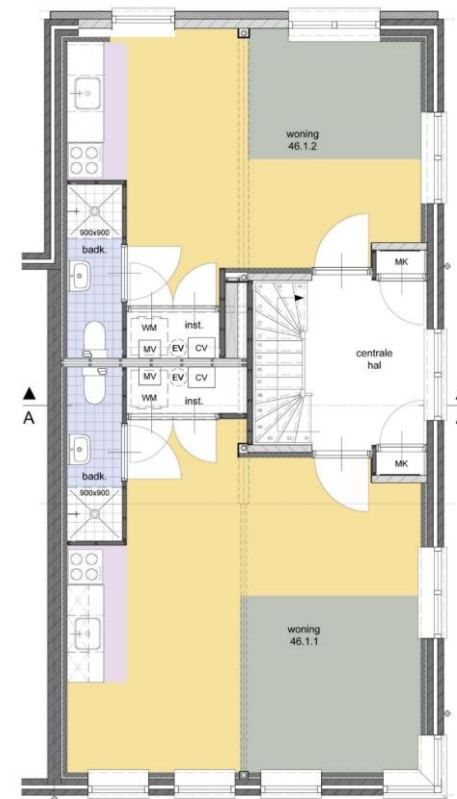 woning
46.1.2
900x900
badk.
MK
WM
inst.
MV
EV
CV
centrale
hal
MV
EV
CV
WM
inst.
A
A
badk.
MK
900x900
woning
46.1.1